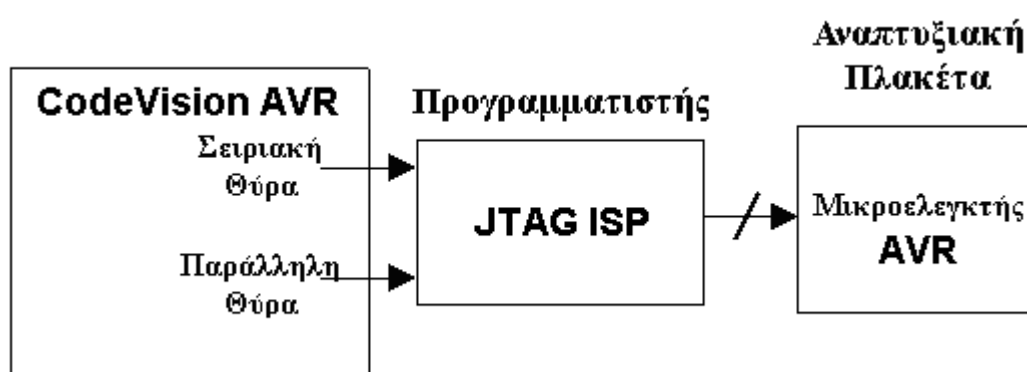 CodeVision AVR
Σειριακή
Θύρα
Παράλληλη
Θύρα
Προγραμματιστής
JTAG ISP
Αναπτυξιακή
Πλακέτα
Μικροελεγκτής
AVR